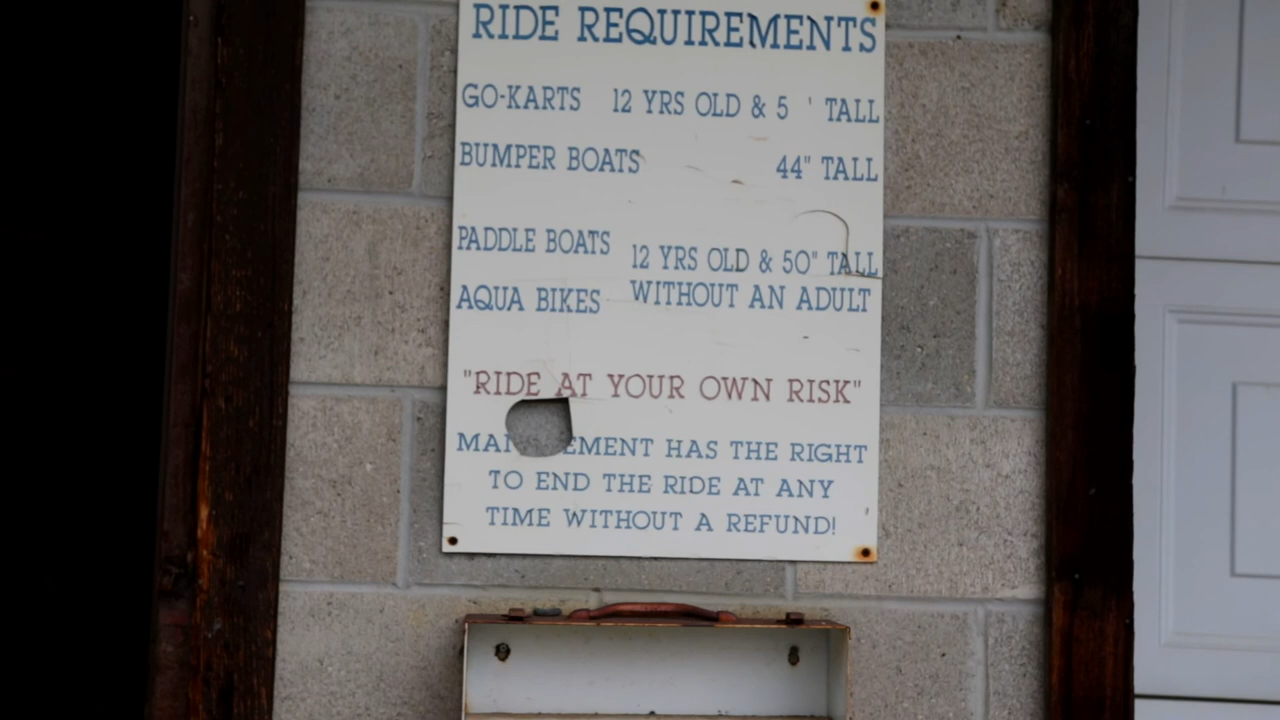 RIDE REQUIREMENTS
GO-KARTS 12 YRS OLD & 5 ' TALL
BUMPER BOATS 44" TALL
PADDLE BOATS 12 YRS OLD & 50" TALL
AQUA BIKES WITHOUT AN ADULT
"RIDE AT YOUR OWN RISK"
HAS THE RIGHT
TO END THE RIDE AT ANY
TIME WITHOUT A REFUND!